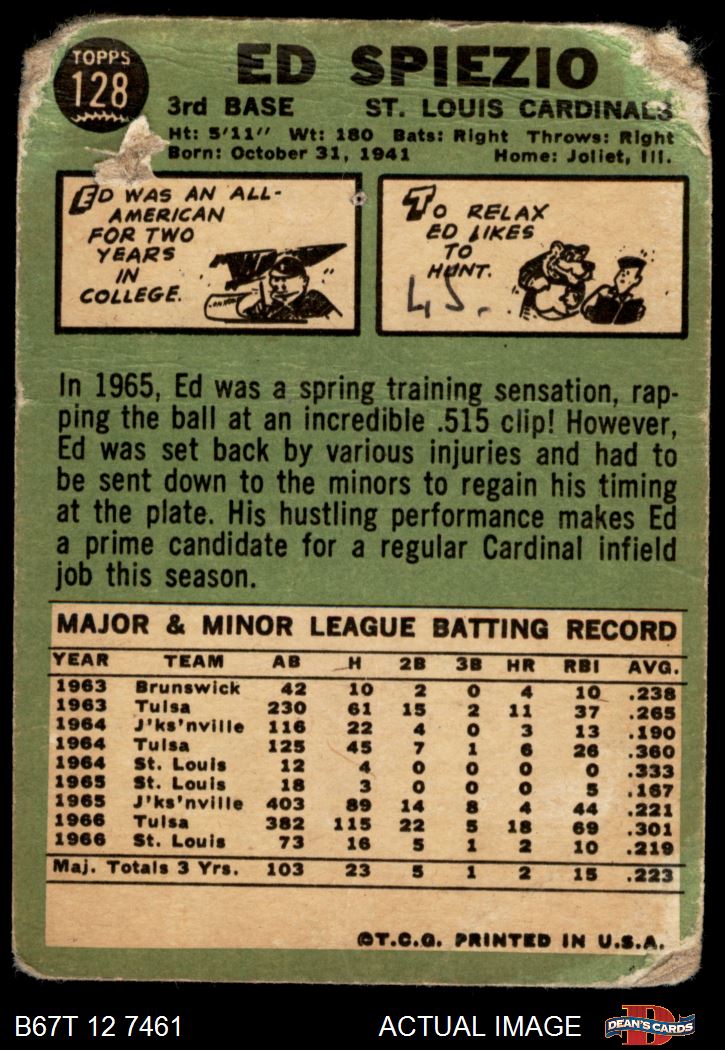 TOPPS
128
ED SPIEZIO
3rd BASE ST. LOUIS CARDINALS
Ht: 5'11" Wt: 180 Bats: Right Throws: Right
Born: October 31, 1941 Home: Joliet, Ill.
ED WAS AN ALL-
AMERICAN
FOR TWO
YEARS
IN
COLLEGE.
TO RELAX
ED LIKES
TO
HUNT.
In 1965, Ed was a spring training sensation, rap-
ping the ball at an incredible .515 clip! However,
Ed was set back by various injuries and had to
be sent down to the minors to regain his timing
at the plate. His hustling performance makes Ed
a prime candidate for a regular Cardinal infield
job this season.
MAJOR & MINOR LEAGUE BATTING RECORD
YEAR TEAM AB H 2B 3B HR RBI AVG.
1963 Brunswick 42 10 2 0 4 10 .238
1963 Tulsa 230 61 15 2 11 37 .265
1964 J'ks'nville 116 22 4 0 3 13 .190
1964 Tulsa 125 45 7 1 6 26 .360
1964 St. Louis 12 4 0 0 0 0 .333
1965 St. Louis 18 3 0 0 0 5 .167
1965 J'ks'nville 403 89 14 8 4 44 .221
1966 Tulsa 382 115 22 5 18 69 .301
1966 St. Louis 73 16 5 1 2 10 .219
Maj. Totals 3 Yrs. 103 23 5 1 2 15 .223
©T.C.G. PRINTED IN U.S.A.
B67T 12 7461 ACTUAL IMAGE DEAN'S CARDS